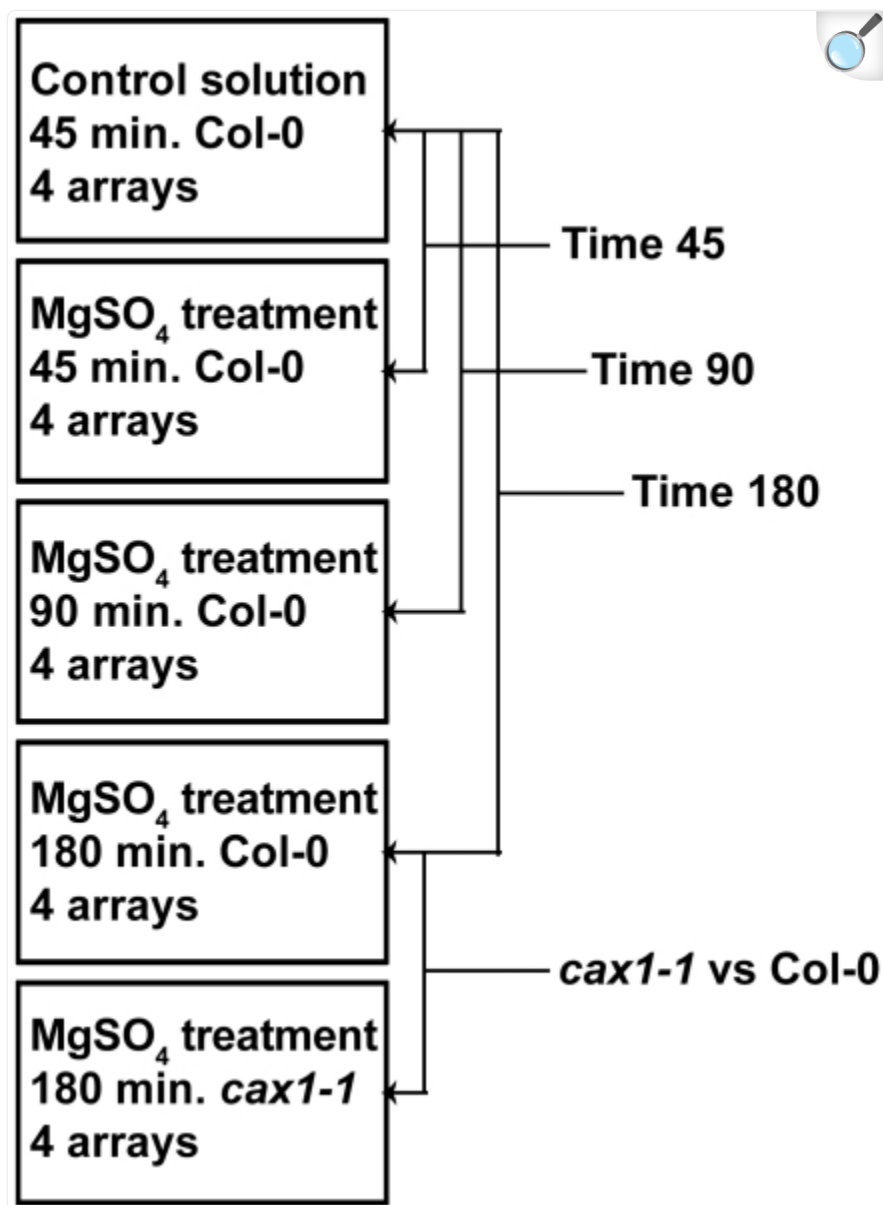 Control solution
45 min. Col-0
4 arrays
Time 45
MgSO₄ treatment
45 min. Col-0
4 arrays
Time 90
Time 180
MgSO₄ treatment
90 min. Col-0
4 arrays
MgSO₄ treatment
180 min. Col-0
4 arrays
cax1-1 vs Col-0
MgSO₄ treatment
180 min. cax1-1
4 arrays